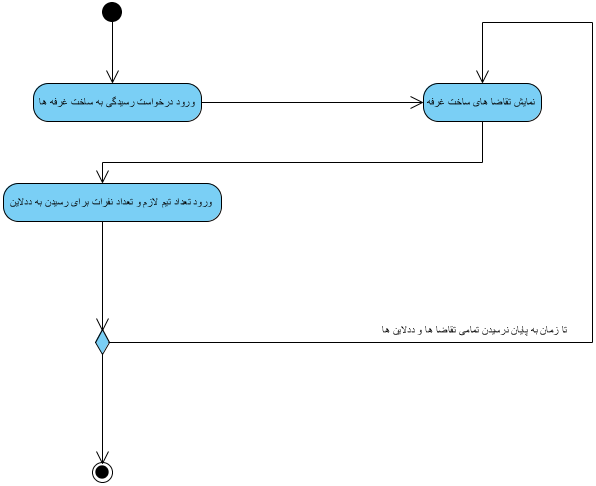 ورود درخواست رسیدگی به ساخت غرفه ها
نمایش تقاضا های ساخت غرفه
ورود تعداد تیم لازم و تعداد نفرات برای رسیدن به ددلاین
تا زمان به پایان نرسیدن تمامی تقاضا ها و ددلاین ها